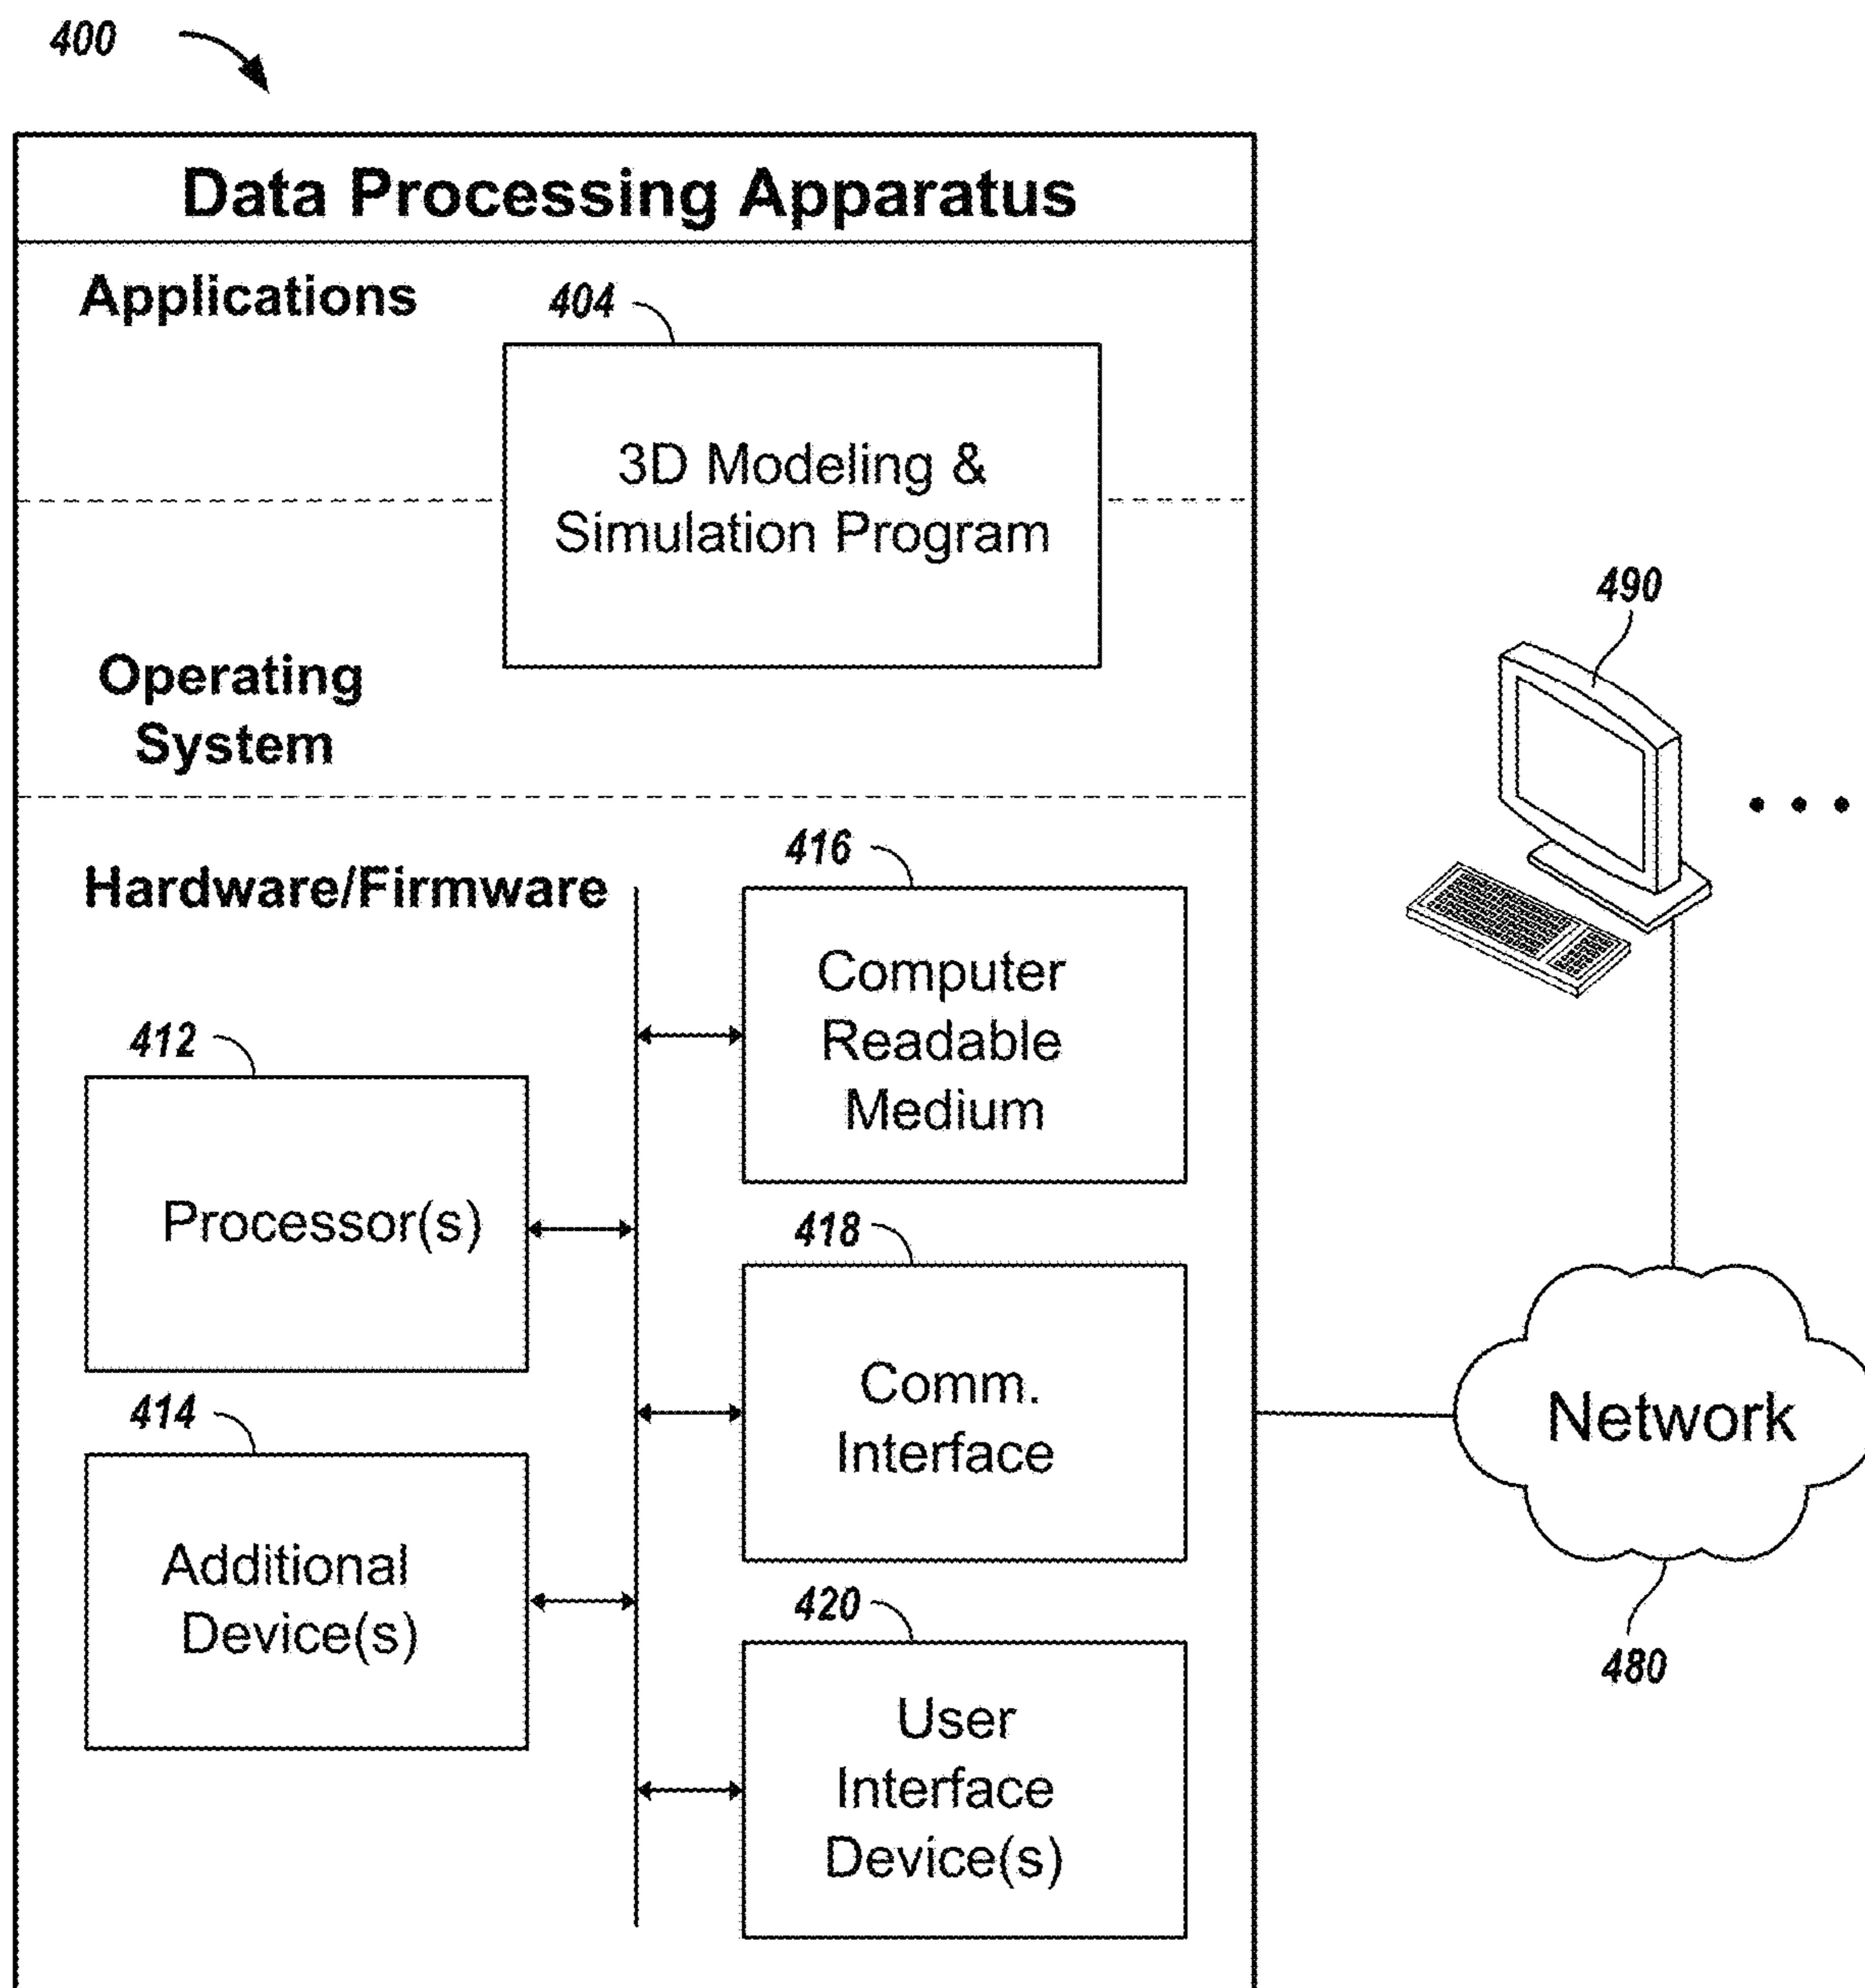 400
Data Processing Apparatus
Applications
404
3D Modeling &
Simulation Program
Operating
System
490
Hardware/Firmware
416
Computer
Readable
Medium
412
Processor(s)
418
Comm.
Interface
Network
480
414
Additional
Device(s)
420
User
Interface
Device(s)